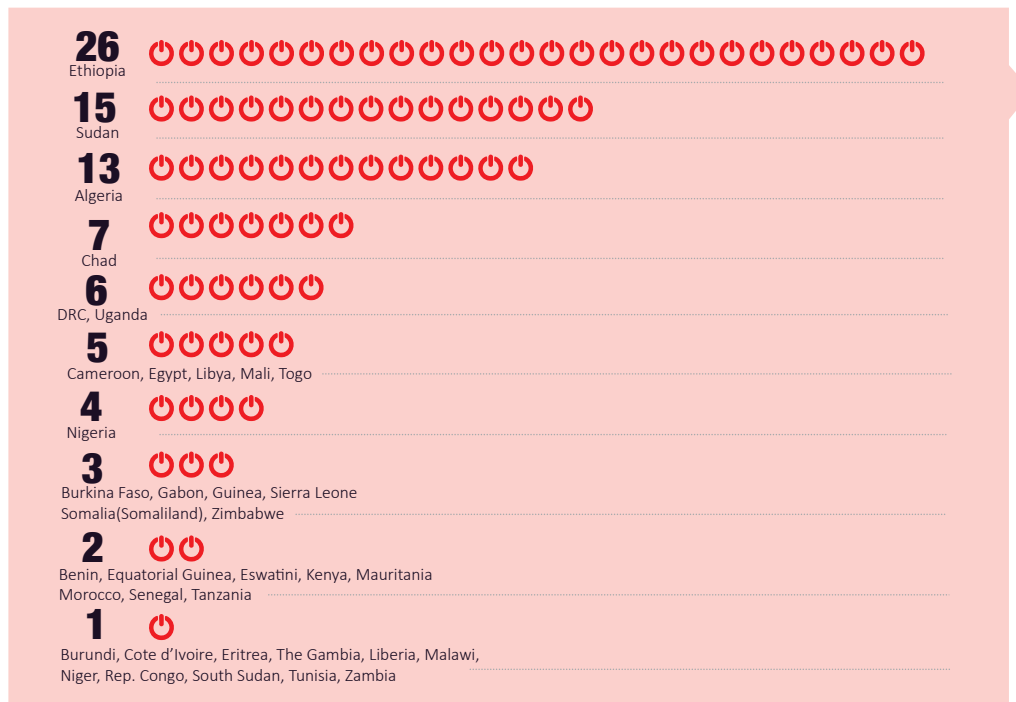 26
Ethiopia
15
Sudan
13
Algeria
7
Chad
6
DRC, Uganda
5
Cameroon, Egypt, Libya, Mali, Togo
4
Nigeria
3
Burkina Faso, Gabon, Guinea, Sierra Leone
Somalia(Somaliland), Zimbabwe
2
Benin, Equatorial Guinea, Eswatini, Kenya, Mauritania
Morocco, Senegal, Tanzania
1
Burundi, Cote d’Ivoire, Eritrea, The Gambia, Liberia, Malawi,
Niger, Rep. Congo, South Sudan, Tunisia, Zambia